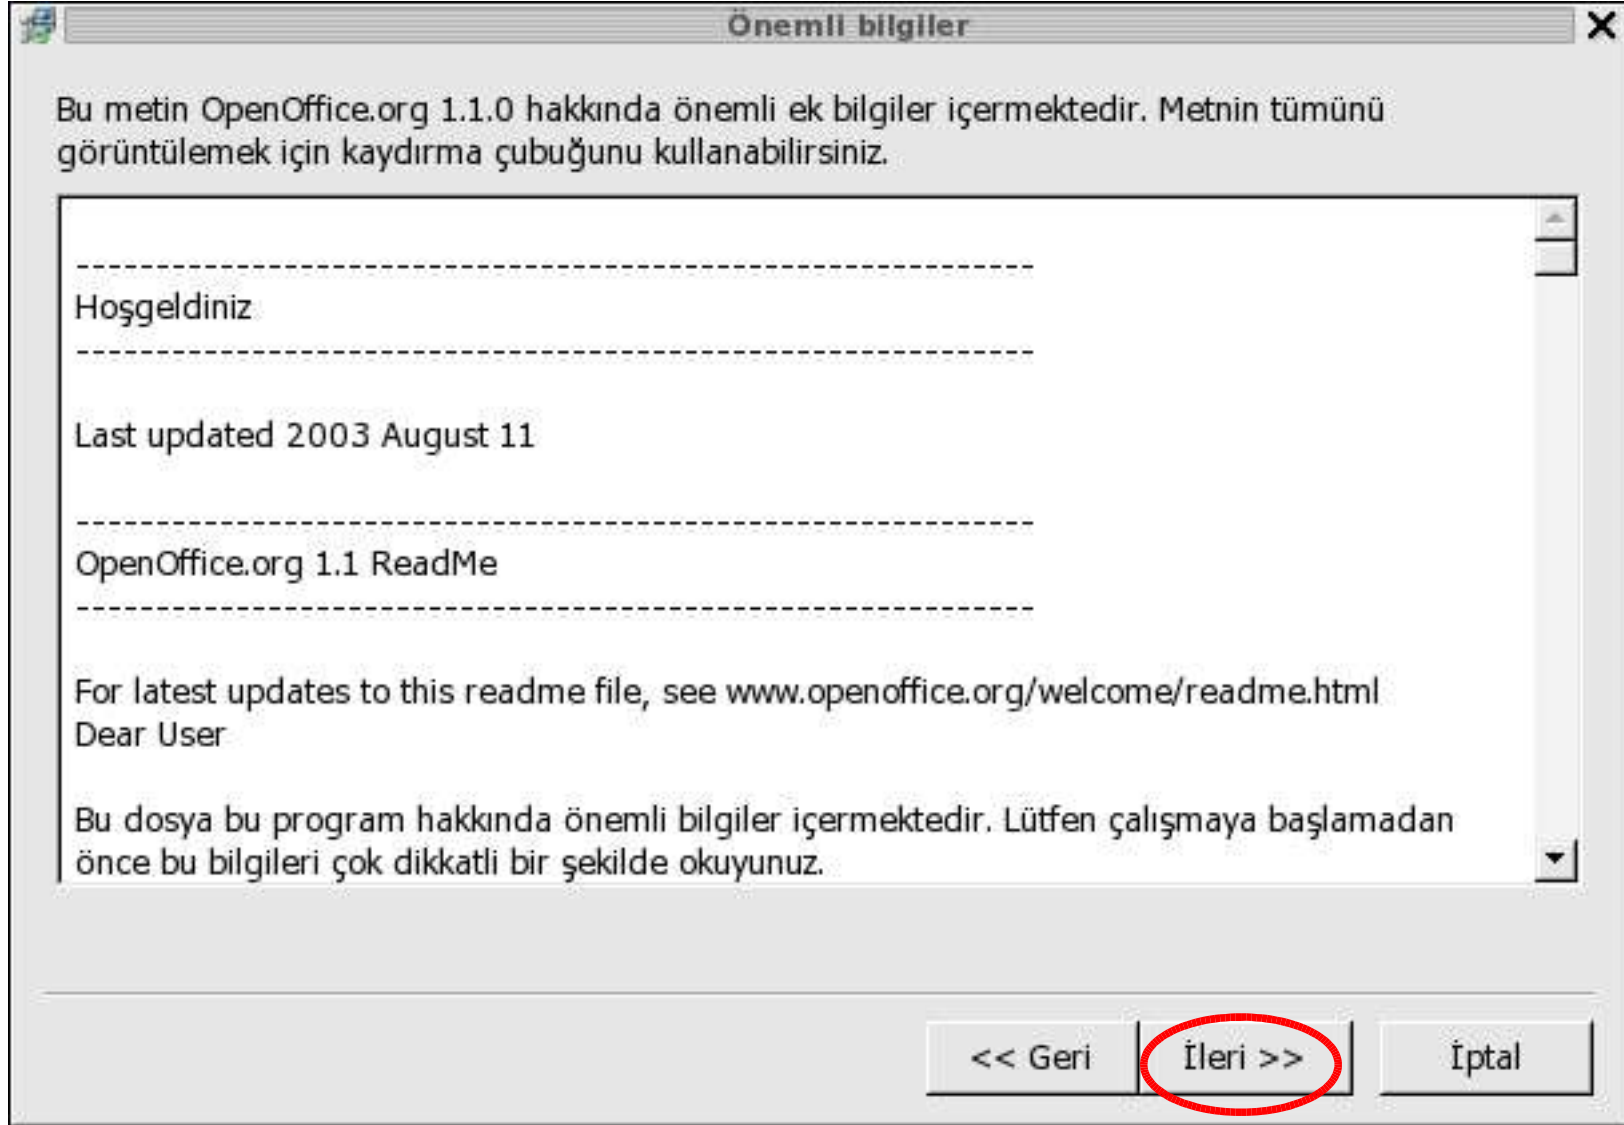 Önemli bilgiler
Bu metin OpenOffice.org 1.1.0 hakkında önemli ek bilgiler içermektedir. Metnin tümünü
görüntülemek için kaydırma çubuğunu kullanabilirsiniz.
------------------------------------------------------------
Hoşgeldiniz
------------------------------------------------------------
Last updated 2003 August 11
------------------------------------------------------------
OpenOffice.org 1.1 ReadMe
------------------------------------------------------------
For latest updates to this readme file, see www.openoffice.org/welcome/readme.html
Dear User
Bu dosya bu program hakkında önemli bilgiler içermektedir. Lütfen çalışmaya başlamadan
önce bu bilgileri çok dikkatli bir şekilde okuyunuz.
<< Geri İleri >> İptal